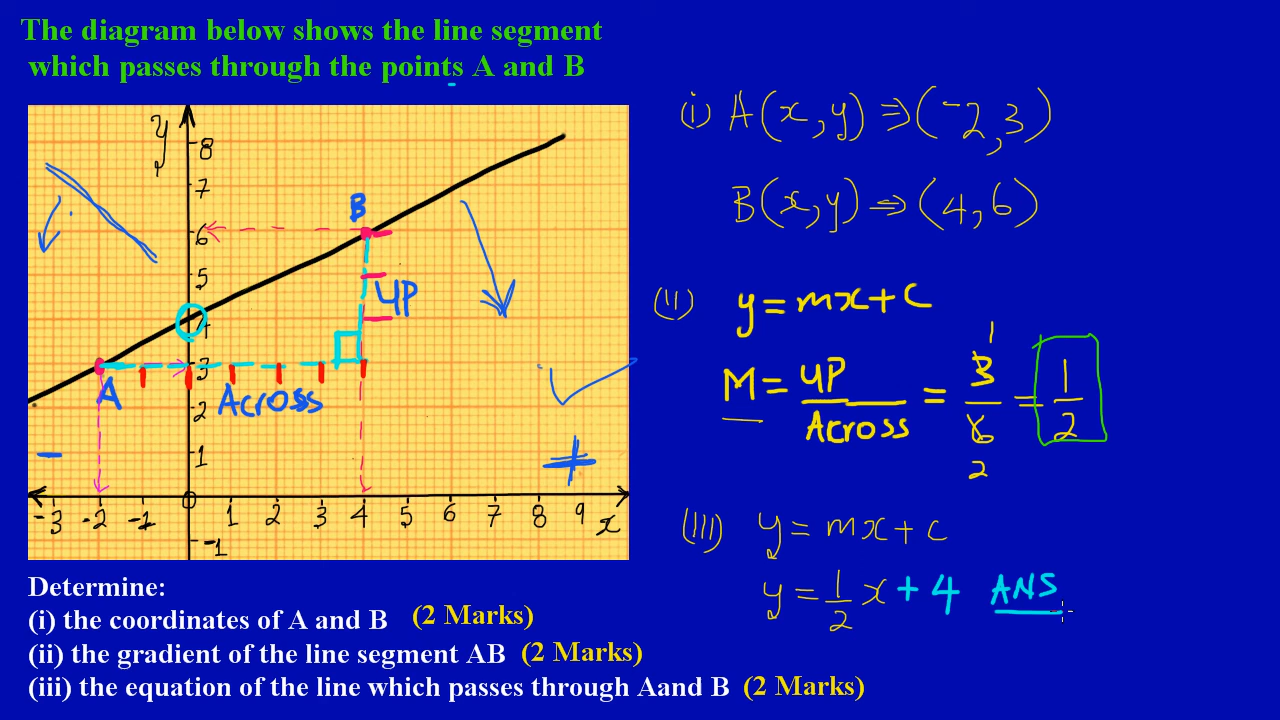 The diagram below shows the line segment
which passes through the points A and B
y
8
7
6
5
4
3
2
1
0
-1
-3 -2 -1 0 1 2 3 4 5 6 7 8 9 x
B
UP
A
Across
-
+
Determine:
(i) the coordinates of A and B (2 Marks)
(ii) the gradient of the line segment AB (2 Marks)
(iii) the equation of the line which passes through Aand B (2 Marks)
(i) A(x,y) ⇒ (-2,3)
B(x,y) ⇒ (4,6)
(II) y = mx + c
M = UP/Across = 3/6 = 1/2
1
2
(III) y = mx + c
y = 1/2 x + 4 ANS